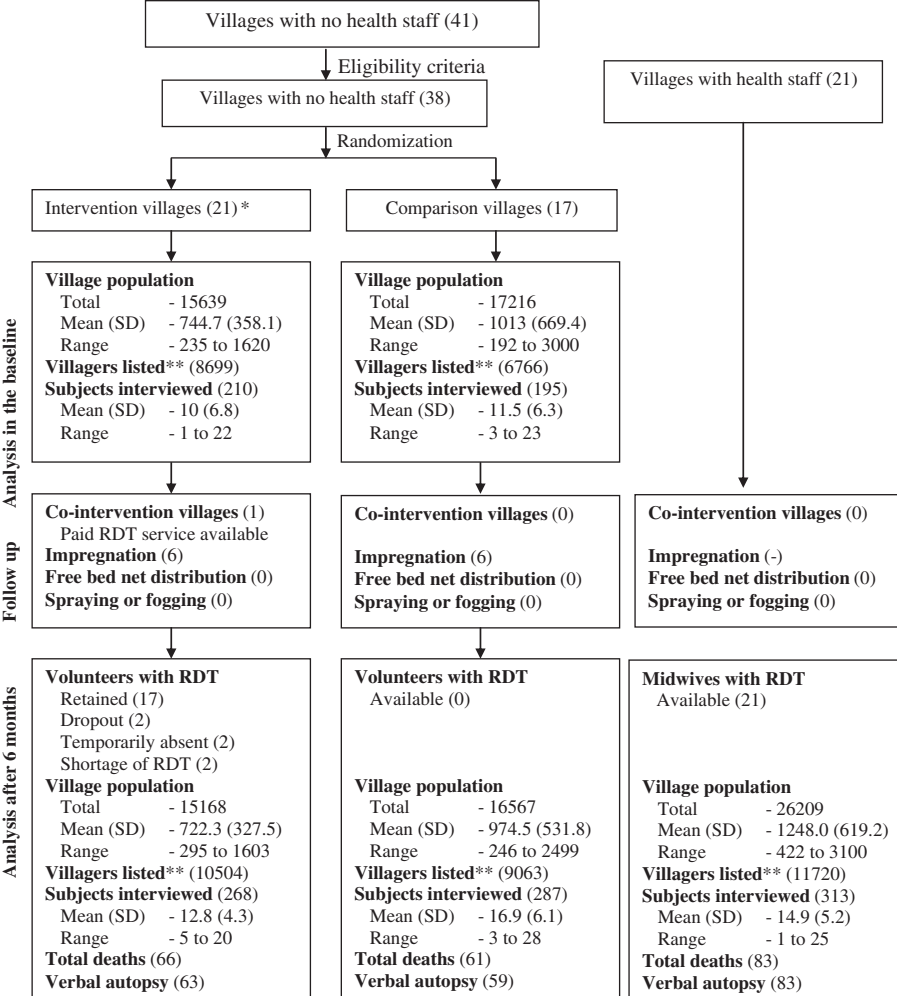 Villages with no health staff (41)
Eligibility criteria
Villages with no health staff (38)
Villages with health staff (21)
Randomization
Intervention villages (21) *
Comparison villages (17)
Analysis in the baseline
Village population
Total - 15639
Mean (SD) - 744.7 (358.1)
Range - 235 to 1620
Villagers listed** (8699)
Subjects interviewed (210)
Mean (SD) - 10 (6.8)
Range - 1 to 22
Village population
Total - 17216
Mean (SD) - 1013 (669.4)
Range - 192 to 3000
Villagers listed** (6766)
Subjects interviewed (195)
Mean (SD) - 11.5 (6.3)
Range - 3 to 23
Follow up
Co-intervention villages (1)
Paid RDT service available
Impregnation (6)
Free bed net distribution (0)
Spraying or fogging (0)
Co-intervention villages (0)
Impregnation (6)
Free bed net distribution (0)
Spraying or fogging (0)
Co-intervention villages (0)
Impregnation (-)
Free bed net distribution (0)
Spraying or fogging (0)
Analysis after 6 months
Volunteers with RDT
Retained (17)
Dropout (2)
Temporarily absent (2)
Shortage of RDT (2)
Village population
Total - 15168
Mean (SD) - 722.3 (327.5)
Range - 295 to 1603
Villagers listed** (10504)
Subjects interviewed (268)
Mean (SD) - 12.8 (4.3)
Range - 5 to 20
Total deaths (66)
Verbal autopsy (63)
Volunteers with RDT
Available (0)
Village population
Total - 16567
Mean (SD) - 974.5 (531.8)
Range - 246 to 2499
Villagers listed** (9063)
Subjects interviewed (287)
Mean (SD) - 16.9 (6.1)
Range - 3 to 28
Total deaths (61)
Verbal autopsy (59)
Midwives with RDT
Available (21)
Village population
Total - 26209
Mean (SD) - 1248.0 (619.2)
Range - 422 to 3100
Villagers listed** (11720)
Subjects interviewed (313)
Mean (SD) - 14.9 (5.2)
Range - 1 to 25
Total deaths (83)
Verbal autopsy (83)